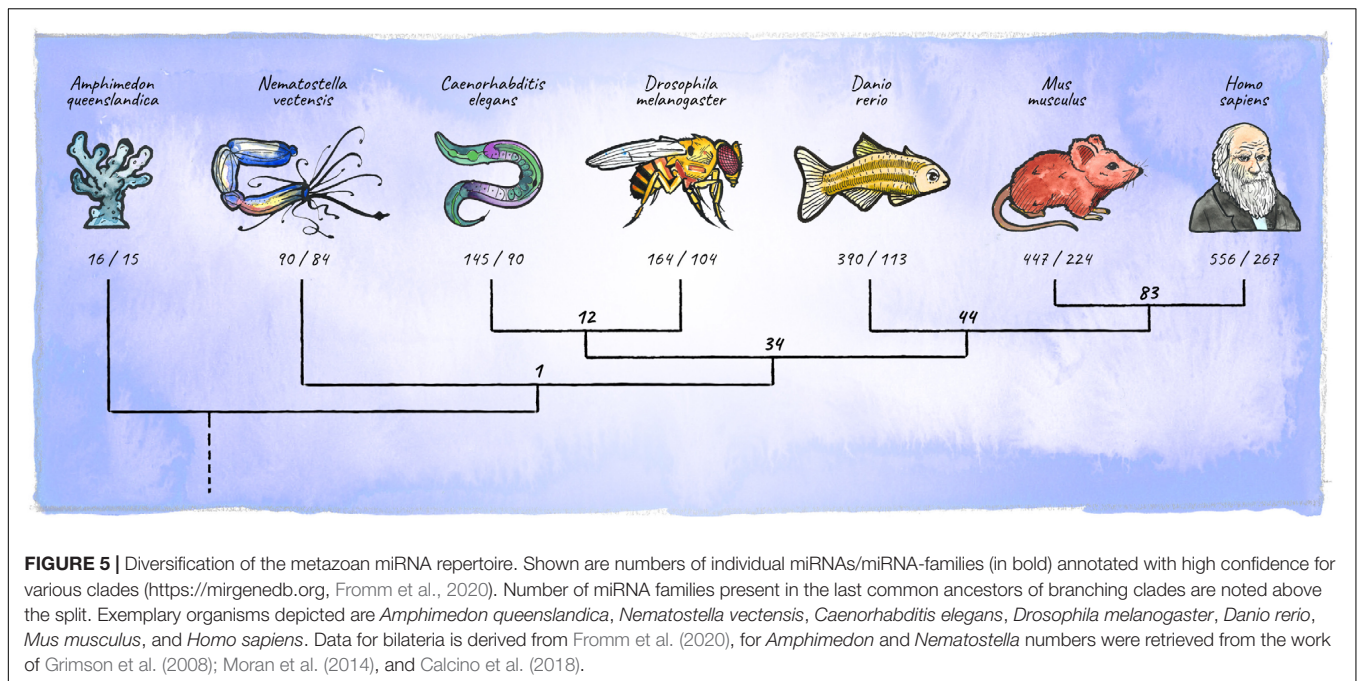 Amphimedon
queenslandica
Nematostella
vectensis
Caenorhabditis
elegans
Drosophila
melanogaster
Danio
rerio
Mus
musculus
Homo
sapiens
16 / 15
90 / 84
145 / 90
164 / 104
390 / 113
447 / 224
556 / 267
83
12
44
34
1
FIGURE 5 | Diversification of the metazoan miRNA repertoire. Shown are numbers of individual miRNAs/miRNA-families (in bold) annotated with high confidence for
various clades (https://mirgenedb.org, Fromm et al., 2020). Number of miRNA families present in the last common ancestors of branching clades are noted above
the split. Exemplary organisms depicted are Amphimedon queenslandica, Nematostella vectensis, Caenorhabditis elegans, Drosophila melanogaster, Danio rerio,
Mus musculus, and Homo sapiens. Data for bilateria is derived from Fromm et al. (2020), for Amphimedon and Nematostella numbers were retrieved from the work
of Grimson et al. (2008); Moran et al. (2014), and Calcino et al. (2018).